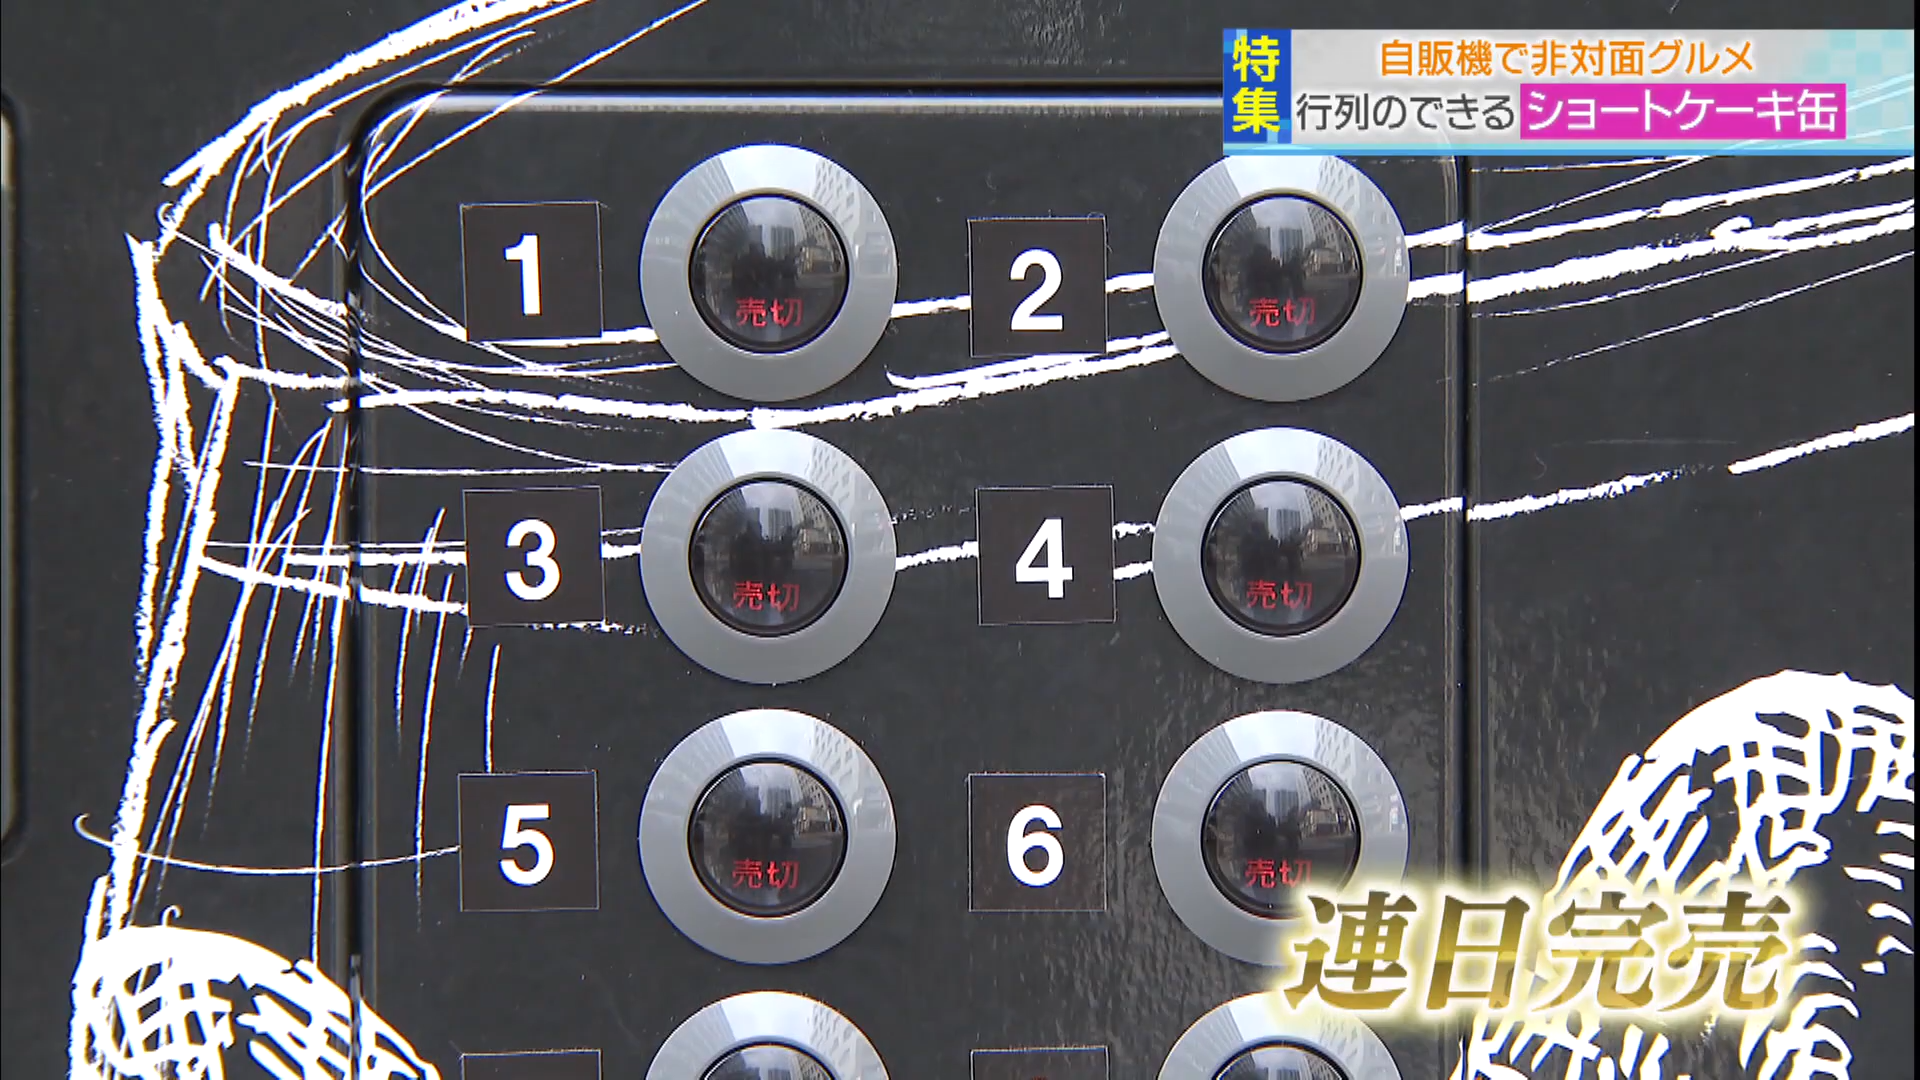 特集
自販機で非対面グルメ
行列のできるショートケーキ缶
1
売切
2
売切
3
売切
4
売切
5
売切
6
売切
連日完売